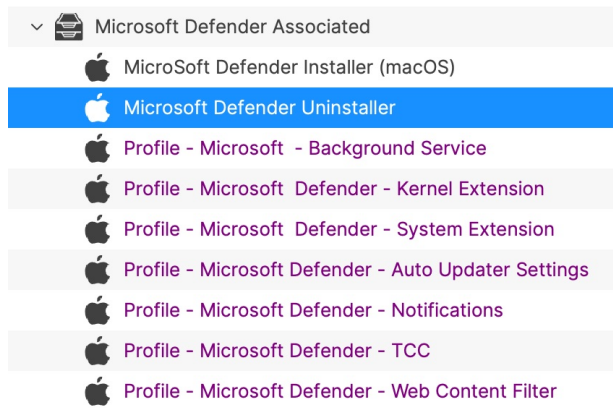 Microsoft Defender Associated
MicroSoft Defender Installer (macOS)
Microsoft Defender Uninstaller
Profile - Microsoft  - Background Service
Profile - Microsoft  Defender - Kernel Extension
Profile - Microsoft  Defender - System Extension
Profile - Microsoft Defender - Auto Updater Settings
Profile - Microsoft Defender - Notifications
Profile - Microsoft Defender - TCC
Profile - Microsoft Defender - Web Content Filter